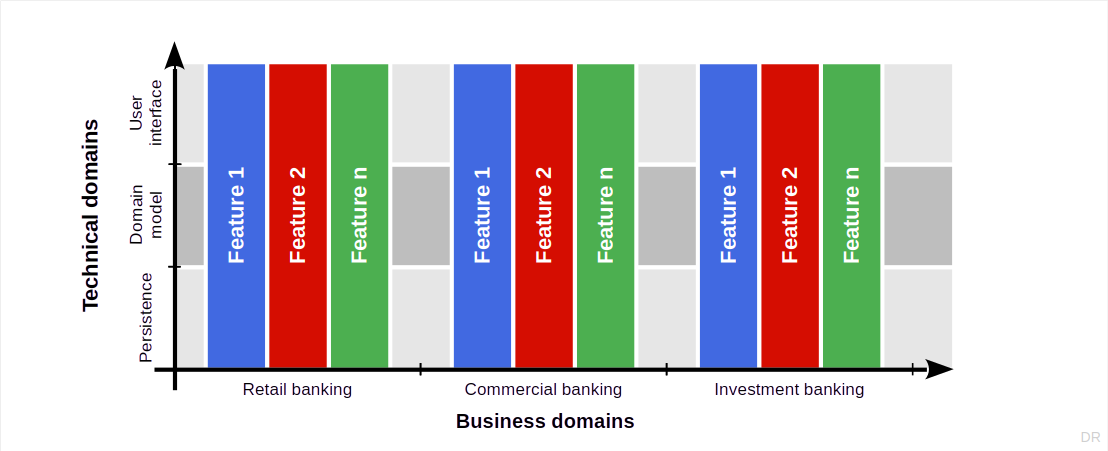 Technical domains
User
interface
Domain
model
Persistence
Feature 1
Feature 2
Feature n
Feature 1
Feature 2
Feature n
Feature 1
Feature 2
Feature n
Retail banking
Commercial banking
Investment banking
Business domains
DR